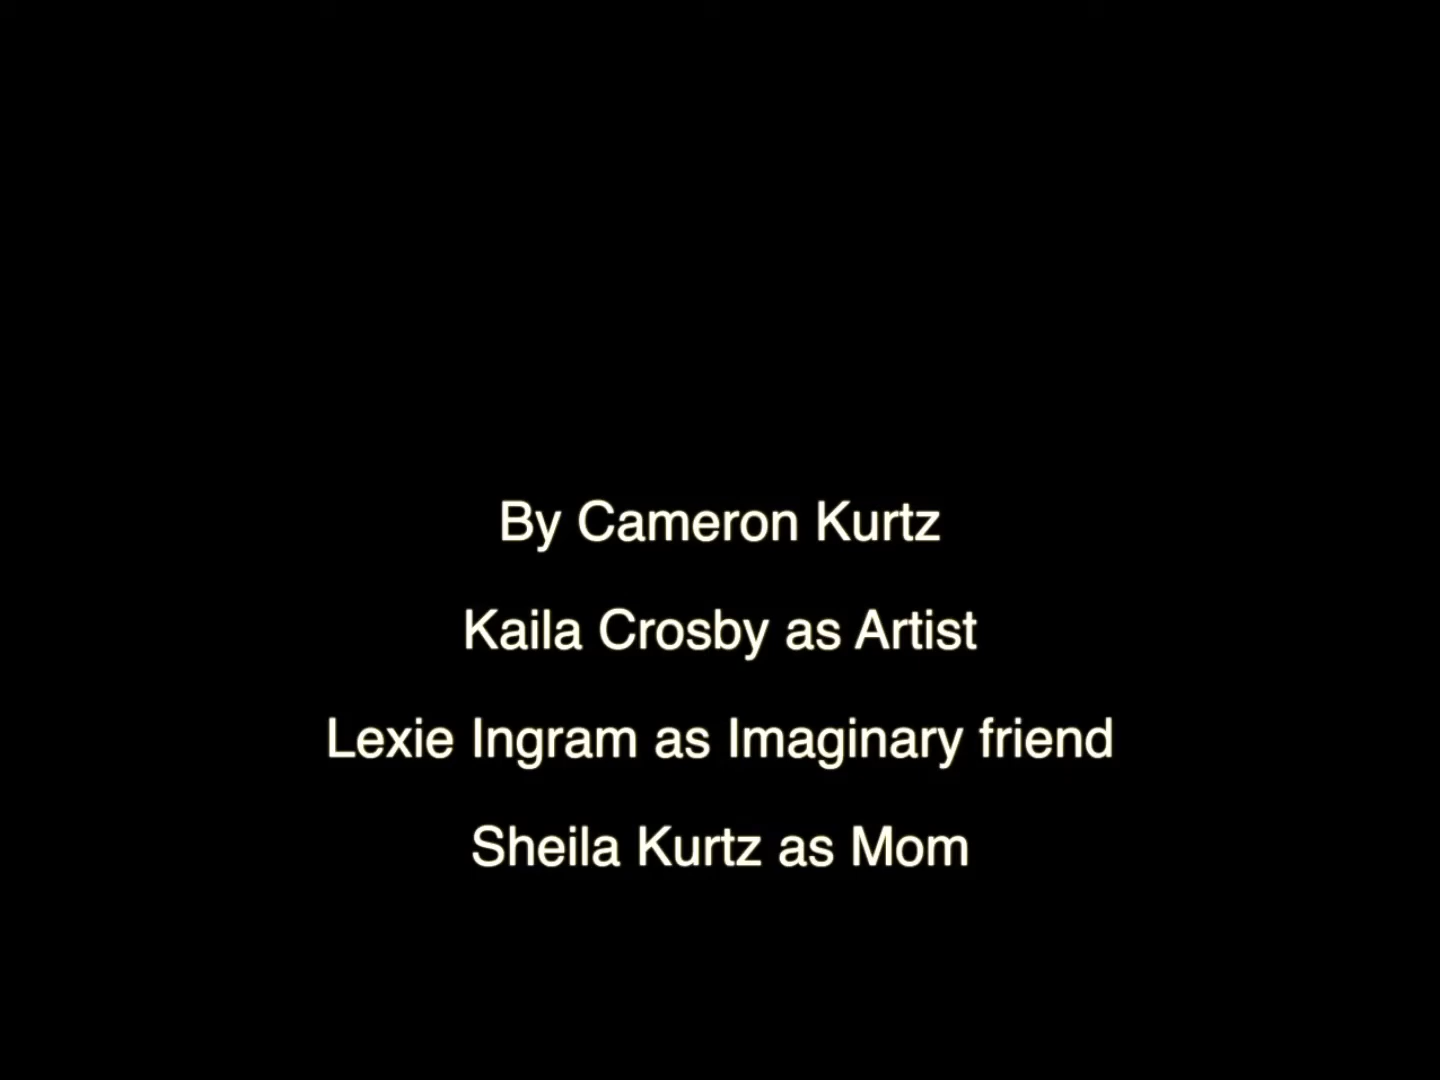 By Cameron Kurtz
Kaila Crosby as Artist
Lexie Ingram as Imaginary friend
Sheila Kurtz as Mom